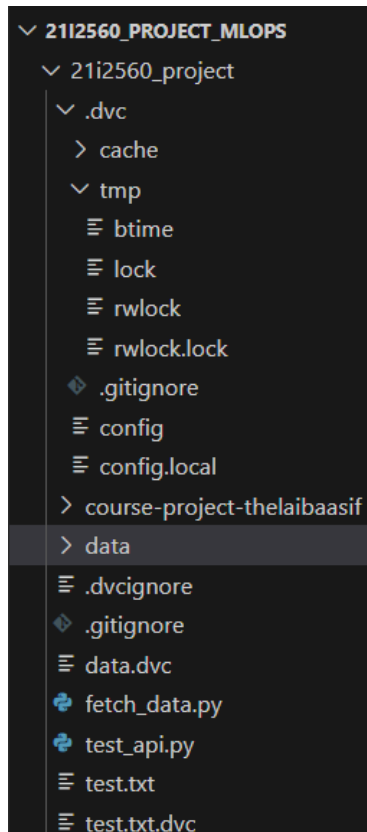 21I2560_PROJECT_MLOPS
21i2560_project
.dvc
cache
tmp
btime
lock
rwlock
rwlock.lock
.gitignore
config
config.local
course-project-thelaibaasif
data
.dvcignore
.gitignore
data.dvc
fetch_data.py
test_api.py
test.txt
test.txt.dvc